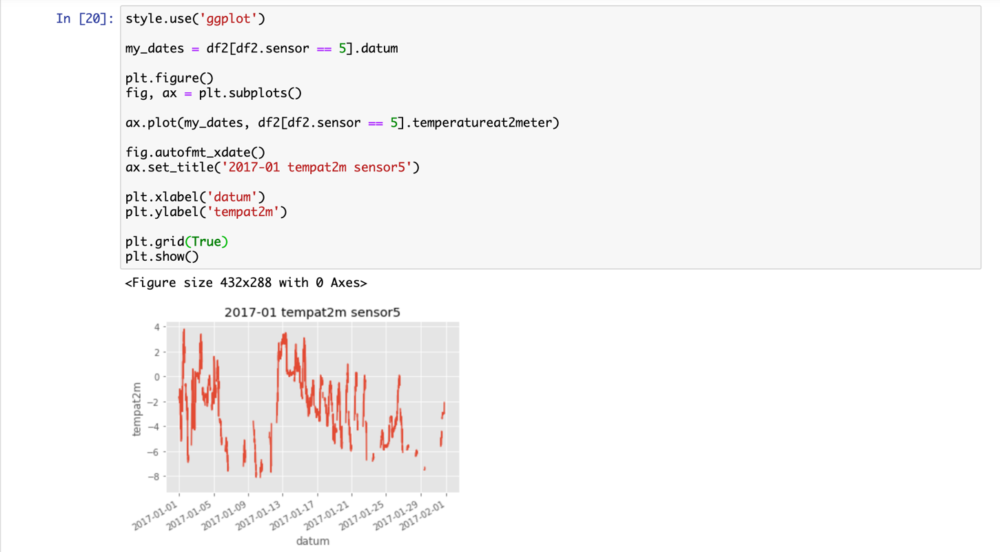 In [20]: style.use('ggplot')
my_dates = df2[df2.sensor == 5].datum
plt.figure()
fig, ax = plt.subplots()
ax.plot(my_dates, df2[df2.sensor == 5].temperatureat2meter)
fig.autofmt_xdate()
ax.set_title('2017-01 tempat2m sensor5')
plt.xlabel('datum')
plt.ylabel('tempat2m')
plt.grid(True)
plt.show()
<Figure size 432x288 with 0 Axes>
2017-01 tempat2m sensor5
4
2
0
−2
−4
−6
−8
tempat2m
2017-01-01
2017-01-05
2017-01-09
2017-01-13
2017-01-17
2017-01-21
2017-01-25
2017-01-29
2017-02-01
datum